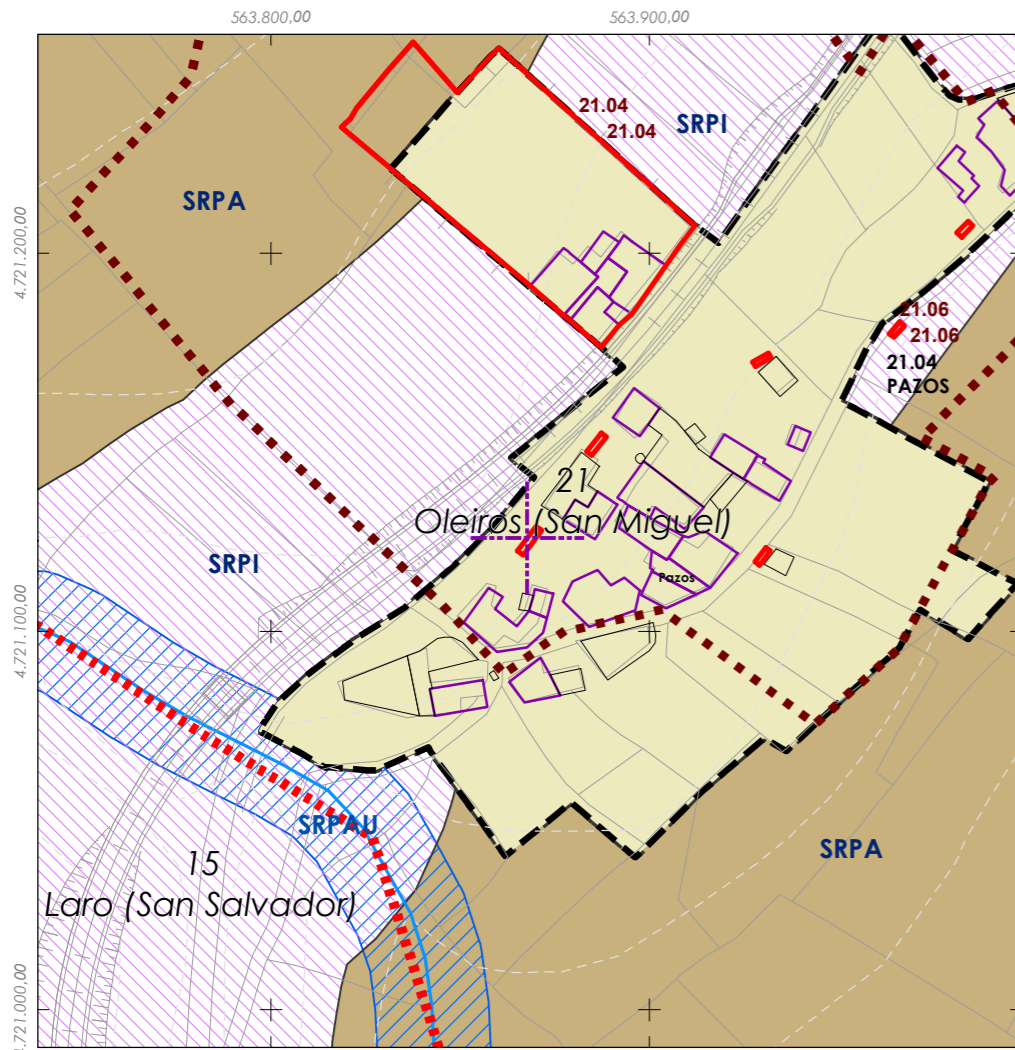 563.800,00
563.900,00
21.04
21.04
SRPI
SRPA
4.721.200,00
21.06
21.06
21.04
PAZOS
21
Oleiros (San Miguel)
SRPI
Pazos
4.721.100,00
SRPAU
SRPA
15
Laro (San Salvador)
4.721.000,00